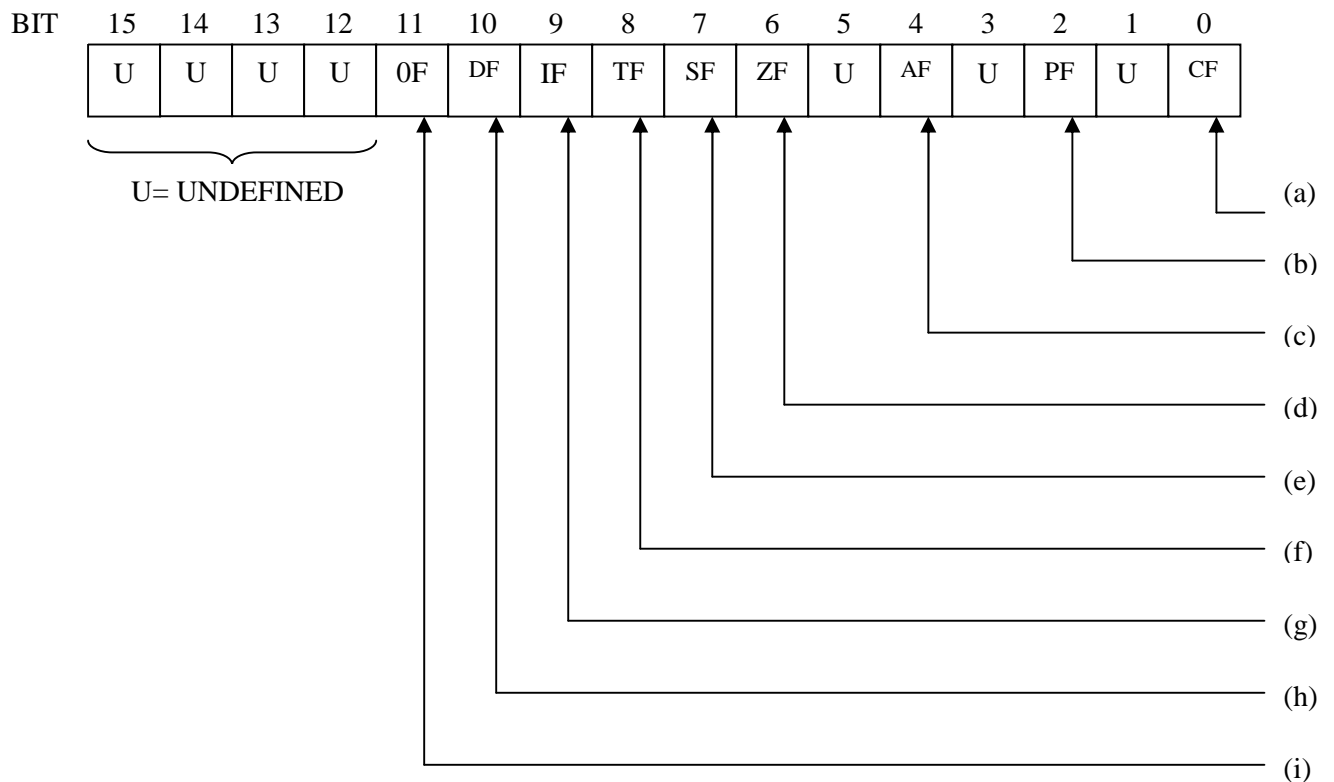 BIT 15 14 13 12 11 10 9 8 7 6 5 4 3 2 1 0
U U U U 0F DF IF TF SF ZF U AF U PF U CF
U= UNDEFINED
(a)
(b)
(c)
(d)
(e)
(f)
(g)
(h)
(i)